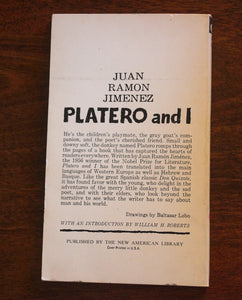 JUAN
RAMON
JIMENEZ
PLATERO and I
He's the children's playmate, the gray goat's com-
panion, and the poet's cherished friend. Small and
downy soft, the donkey named Platero romps through
the pages of a book that has captured the hearts of
readers everywhere. Written by Juan Ramón Jiménez,
the 1956 winner of the Nobel Prize for Literature,
Platero and I has been translated into the main
languages of Western Europe as well as Hebrew and
Basque. Like the great Spanish classic Don Quixote,
it has found favor with the young, who delight in the
adventures of the merry little donkey and the sad
poet, and with their elders, who look beyond the
narrative to see what the writer has to say about
man and his world.
Drawings by Baltasar Lobo
WITH AN INTRODUCTION BY WILLIAM H. ROBERTS
PUBLISHED BY THE NEW AMERICAN LIBRARY
Cover Printed in U.S.A.